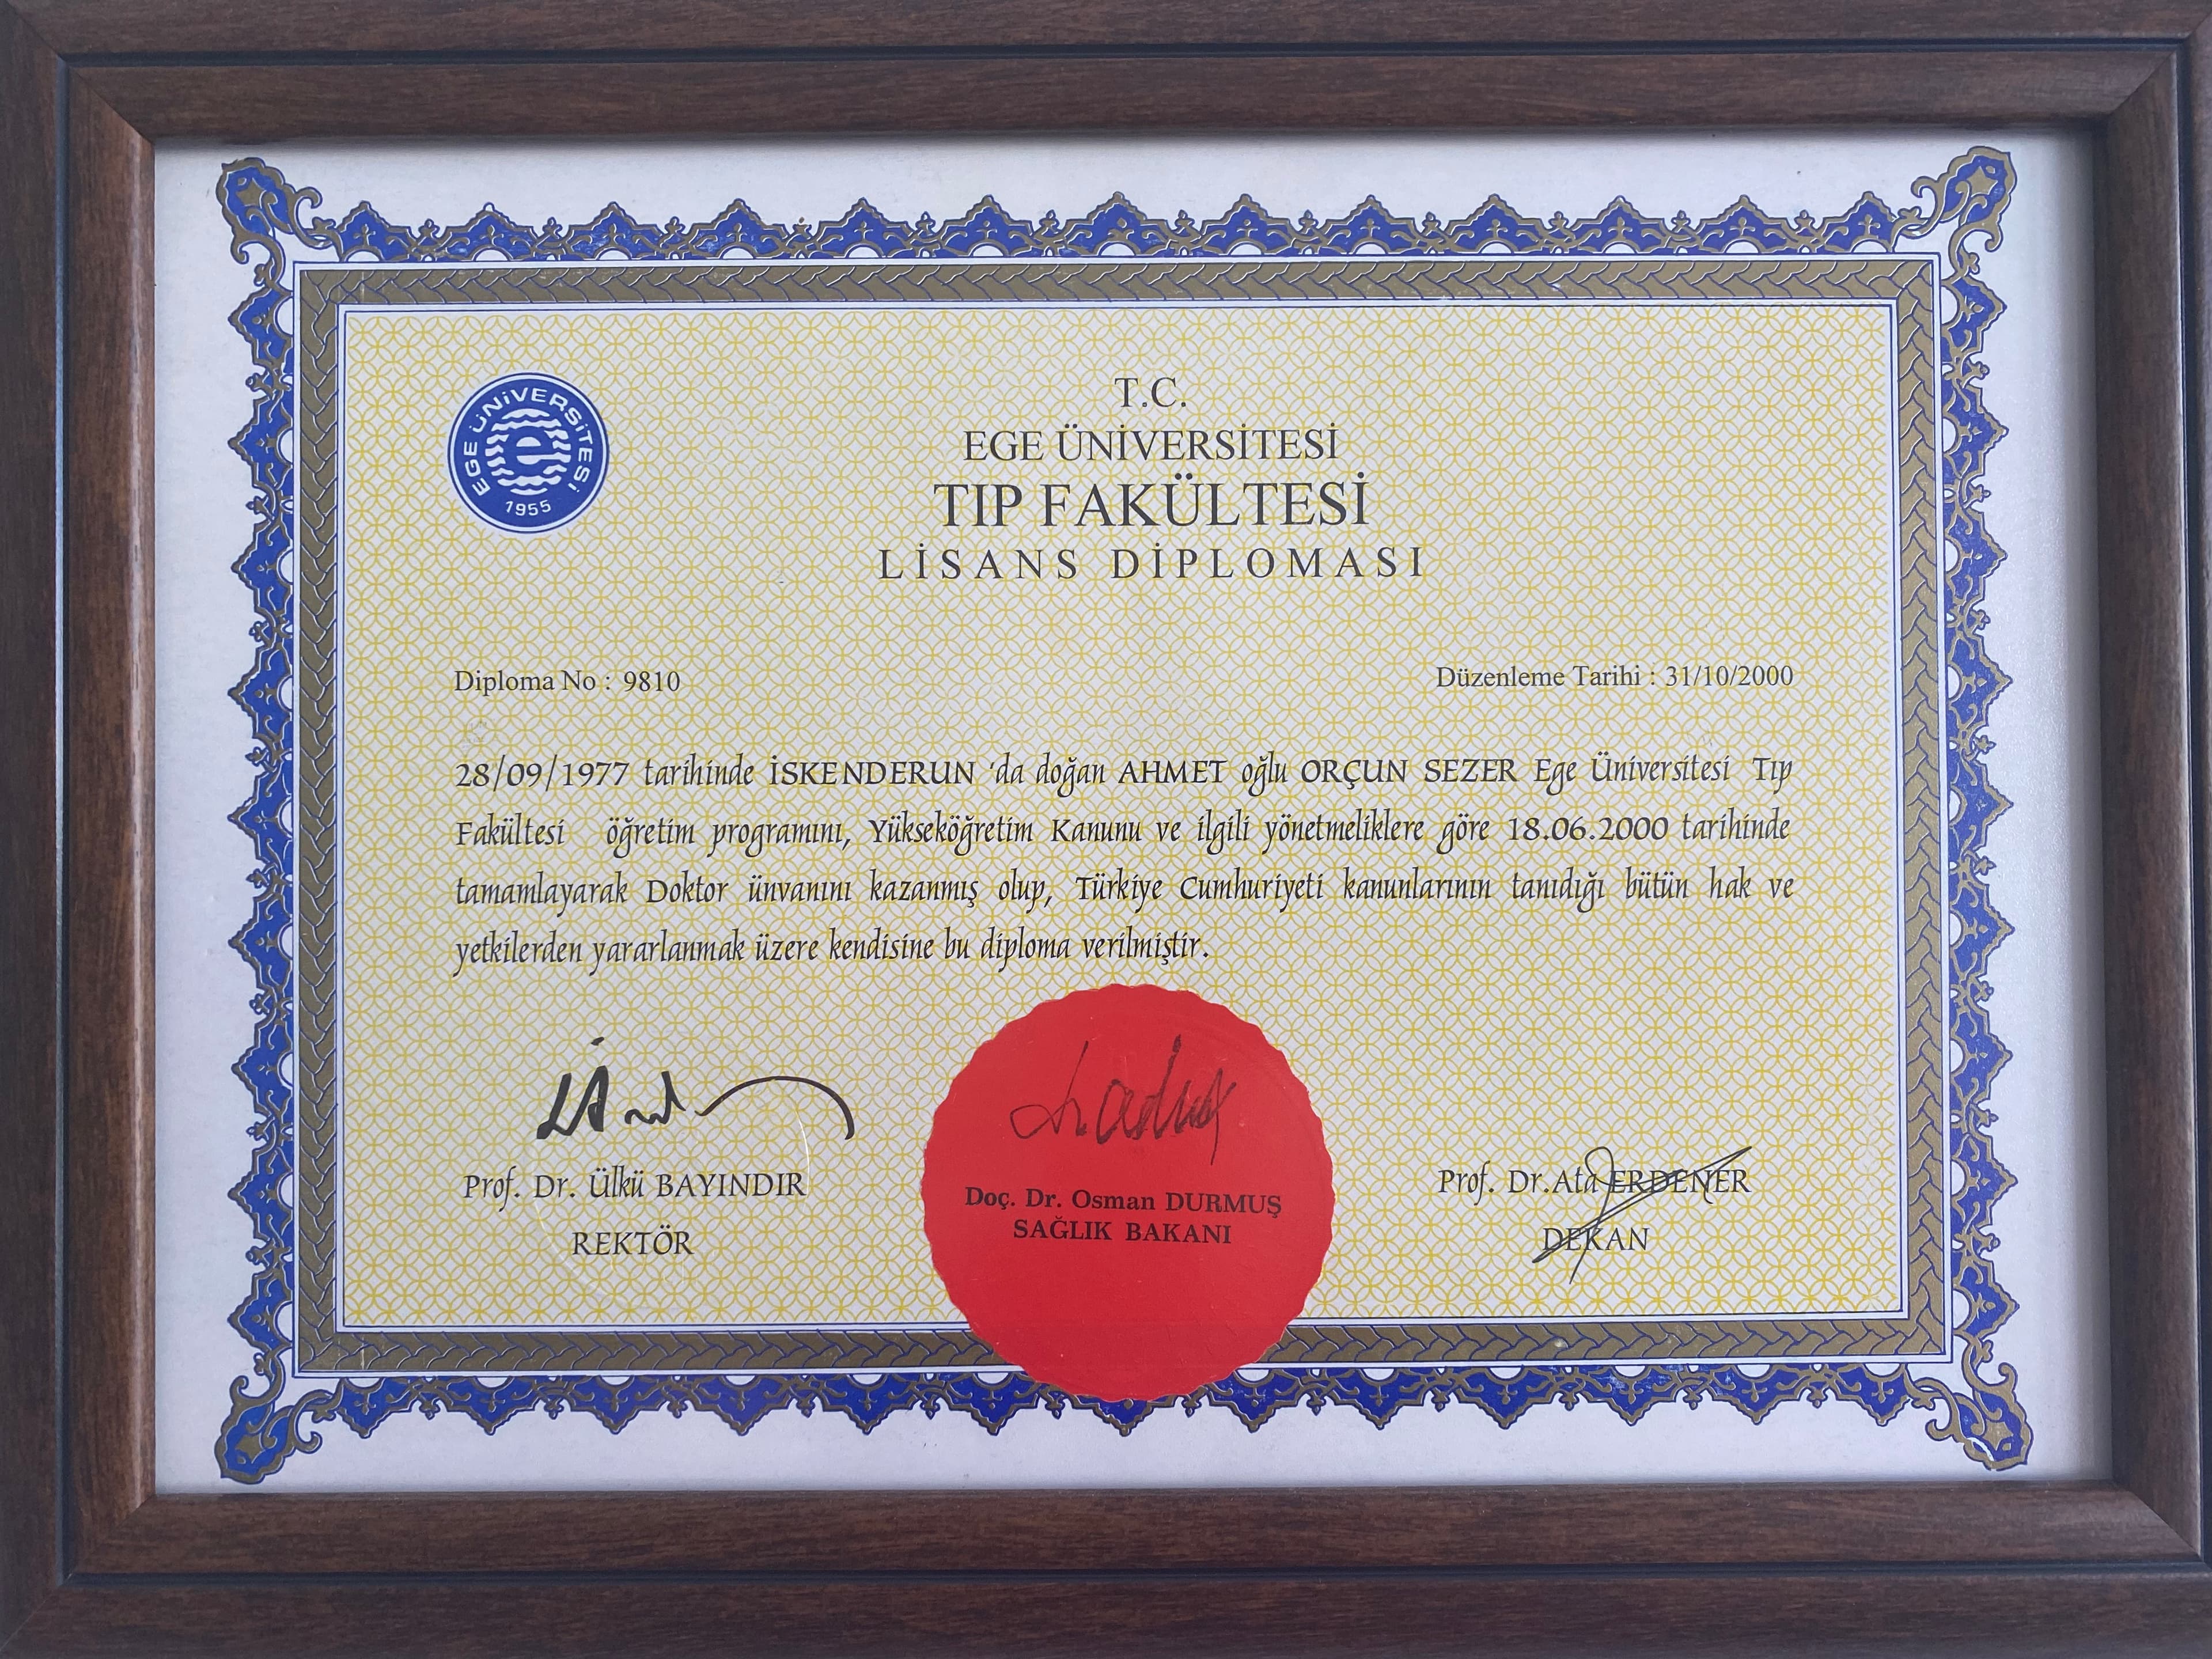 EGE ÜNİVERSİTESİ
e
1955
T.C.
EGE ÜNİVERSİTESİ
TIP FAKÜLTESİ
LİSANS DİPLOMASI
Diploma No : 9810
Düzenleme Tarihi : 31/10/2000
28/09/1977 tarihinde İSKENDERUN 'da doğan AHMET oğlu ORÇUN SEZER Ege Üniversitesi Tıp
Fakültesi öğretim programını, Yükseköğretim Kanunu ve ilgili yönetmeliklere göre 18.06.2000 tarihinde
tamamlayarak Doktor ünvanını kazanmış olup, Türkiye Cumhuriyeti kanunlarının tanıdığı bütün hak ve
yetkilerden yararlanmak üzere kendisine bu diploma verilmiştir.
Prof. Dr. Ülkü BAYINDIR
REKTÖR
Doç. Dr. Osman DURMUŞ
SAĞLIK BAKANI
Prof. Dr.Ata ERDENER
DEKAN